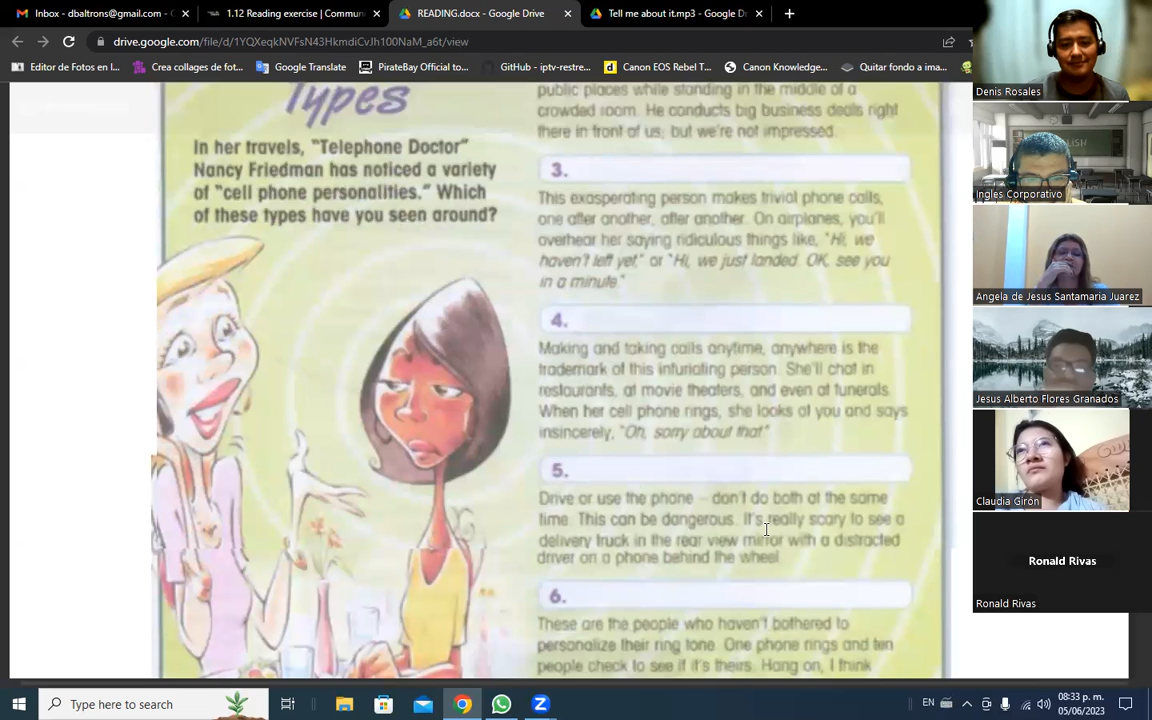 Inbox - dbaltrons@gmail.com - G
1.12 Reading exercise | Commun
READING.docx - Google Drive
Tell me about it.mp3 - Google D
drive.google.com/file/d/1YQXeqkNVFsN43HkmdiCvJh100NaM_a6t/view
Editor de Fotos en l...
Crea collages de fot...
Google Translate
PirateBay Official to...
GitHub - iptv-restre...
Canon EOS Rebel T...
Canon Knowledge...
Quitar fondo a ima...
Types
In her travels, "Telephone Doctor"
Nancy Friedman has noticed a variety
of "cell phone personalities." Which
of these types have you seen around?
public places while standing in the middle of a
crowded room. He conducts big business deals right
there in front of us, but we're not impressed.
3.
This exasperating person makes trivial phone calls,
one after another, after another. On airplanes, you'll
overhear her saying ridiculous things like, "Hi, we
haven't left yet," or "Hi, we just landed. OK, see you
in a minute."
4.
Making and taking calls anytime, anywhere is the
trademark of this infuriating person. She'll chat in
restaurants, at movie theaters, and even at funerals.
When her cell phone rings, she looks at you and says
insincerely, "Oh, sorry about that"
5.
Drive or use the phone – don't do both at the same
time. This can be dangerous. It's really scary to see a
delivery truck in the rear view mirror with a distracted
driver on a phone behind the wheel.
6.
These are the people who haven't bothered to
personalize their ring tone. One phone rings and ten
people check to see if it's theirs. Hang on, I think
Denis Rosales
Ingles Corporativo
Angela de Jesus Santamaria Juarez
Jesus Alberto Flores Granados
Claudia Girón
Ronald Rivas
Ronald Rivas
Type here to search
EN
08:33 p. m.
05/06/2023